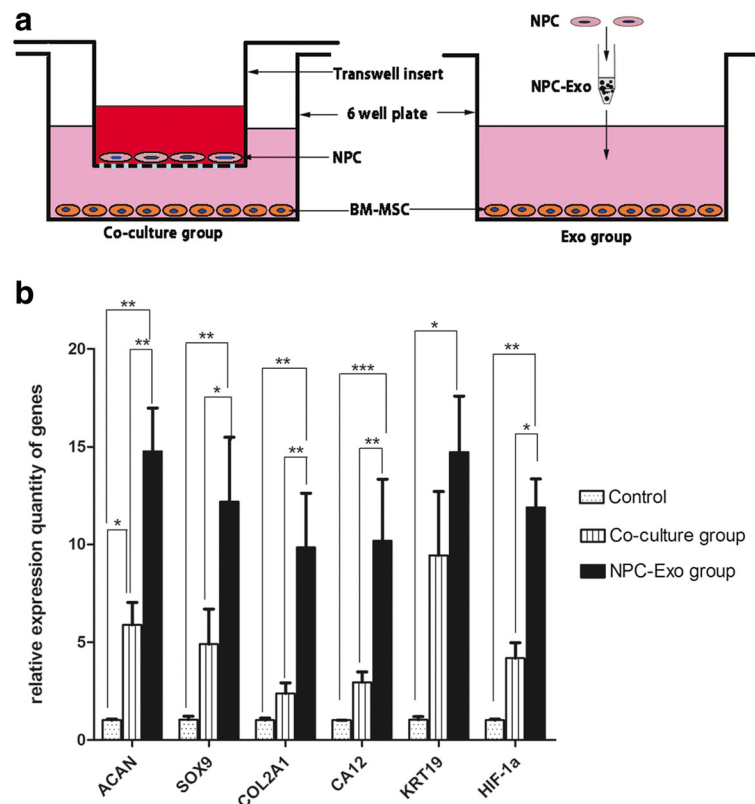 a
NPC
Transwell insert
NPC-Exo
6 well plate
NPC
BM-MSC
Co-culture group
Exo group
b
relative expression quantity of genes
20
15
10
5
0
**
**
*
**
*
**
**
***
**
*
**
*
ACAN
SOX9
COL2A1
CA12
KRT19
HIF-1a
Control
Co-culture group
NPC-Exo group